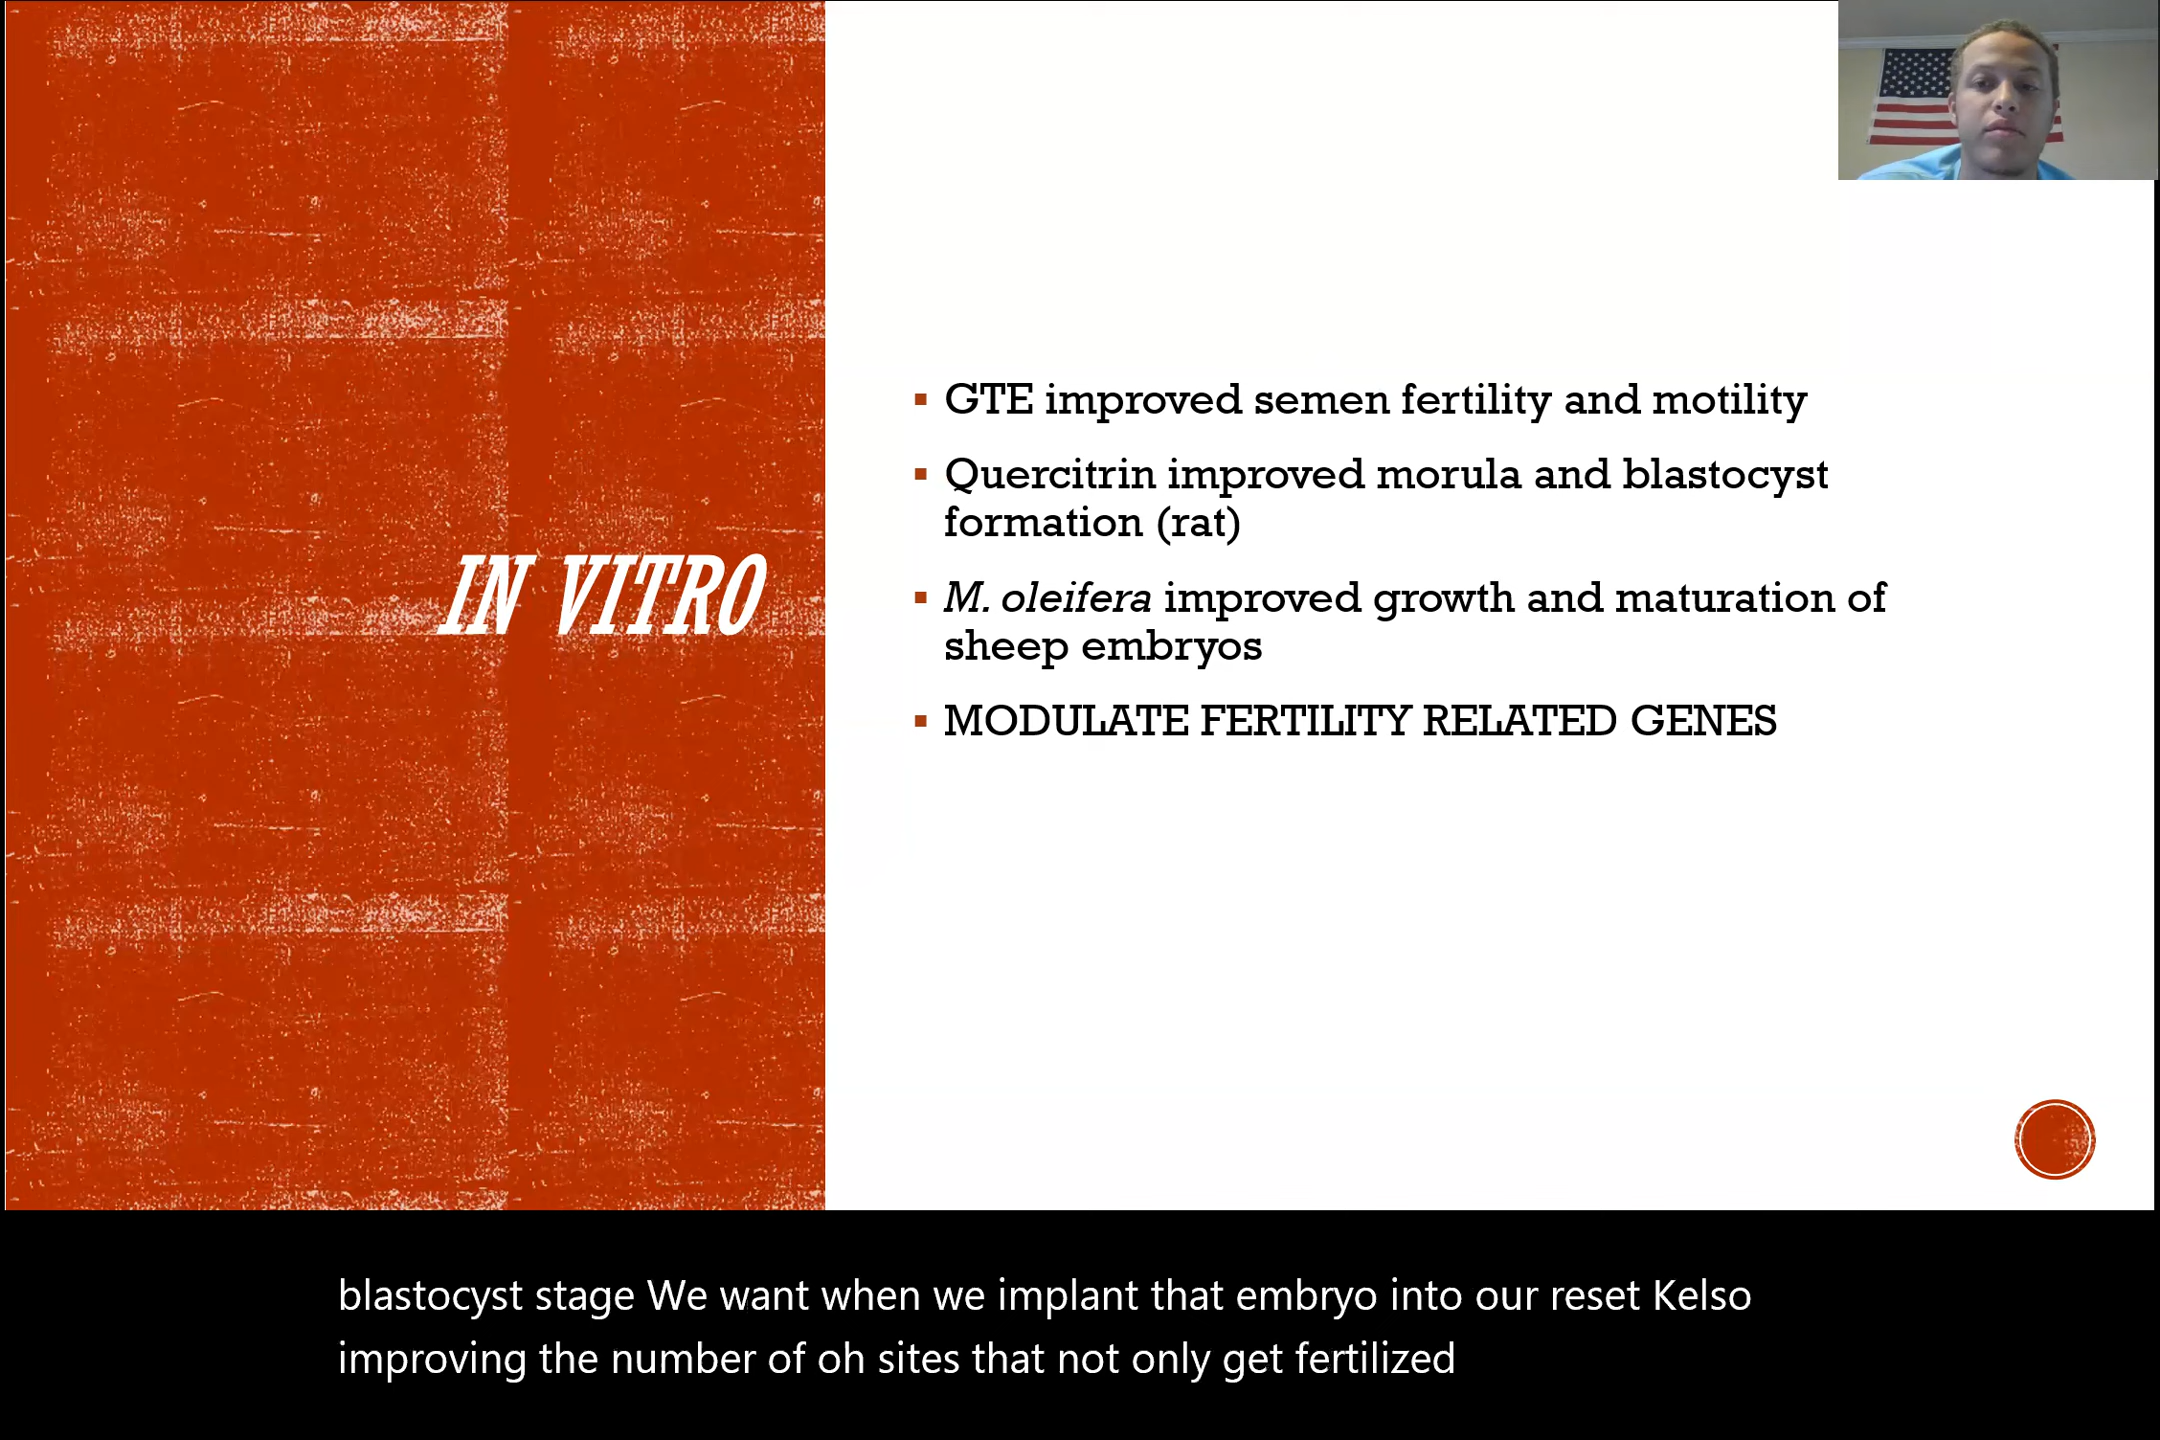 IN VITRO
GTE improved semen fertility and motility
Quercitrin improved morula and blastocyst
formation (rat)
M. oleifera improved growth and maturation of
sheep embryos
MODULATE FERTILITY RELATED GENES
blastocyst stage We want when we implant that embryo into our reset Kelso
improving the number of oh sites that not only get fertilized